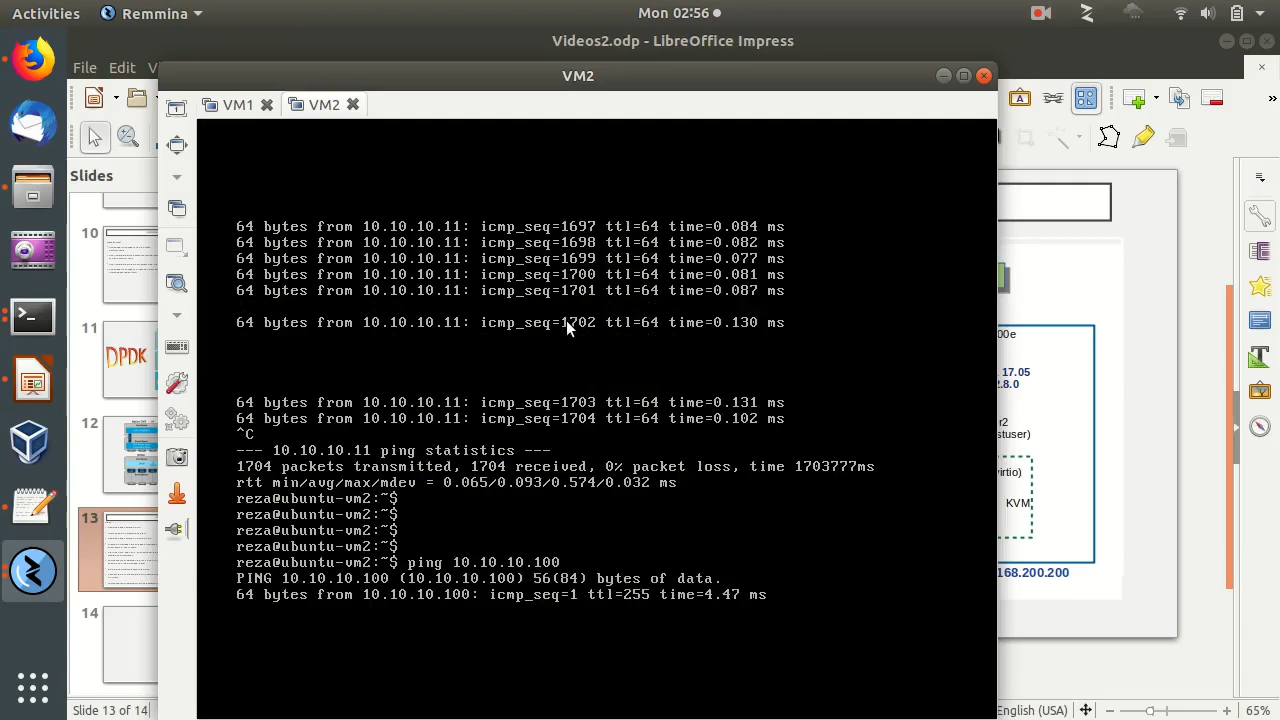 Activities
Remmina
Mon 02:56
Videos2.odp - LibreOffice Impress
File Edit V
VM2
VM1
VM2
Slides
10
11
DPDK
12
13
14
64 bytes from 10.10.10.11: icmp_seq=1697 ttl=64 time=0.084 ms
64 bytes from 10.10.10.11: icmp_seq=1698 ttl=64 time=0.082 ms
64 bytes from 10.10.10.11: icmp_seq=1699 ttl=64 time=0.077 ms
64 bytes from 10.10.10.11: icmp_seq=1700 ttl=64 time=0.081 ms
64 bytes from 10.10.10.11: icmp_seq=1701 ttl=64 time=0.087 ms
64 bytes from 10.10.10.11: icmp_seq=1702 ttl=64 time=0.130 ms
64 bytes from 10.10.10.11: icmp_seq=1703 ttl=64 time=0.131 ms
64 bytes from 10.10.10.11: icmp_seq=1704 ttl=64 time=0.102 ms
^C
--- 10.10.10.11 ping statistics ---
1704 packets transmitted, 1704 received, 0% packet loss, time 1703777ms
rtt min/avg/max/mdev = 0.065/0.093/0.574/0.032 ms
reza@ubuntu-vm2:~$
reza@ubuntu-vm2:~$
reza@ubuntu-vm2:~$
reza@ubuntu-vm2:~$
reza@ubuntu-vm2:~$ ping 10.10.10.100
PING 10.10.10.100 (10.10.10.100) 56(84) bytes of data.
64 bytes from 10.10.10.100: icmp_seq=1 ttl=255 time=4.47 ms
00e
17.05
2.8.0
r2
stuser)
virtio)
KVM
168.200.200
Slide 13 of 14
English (USA)
65%